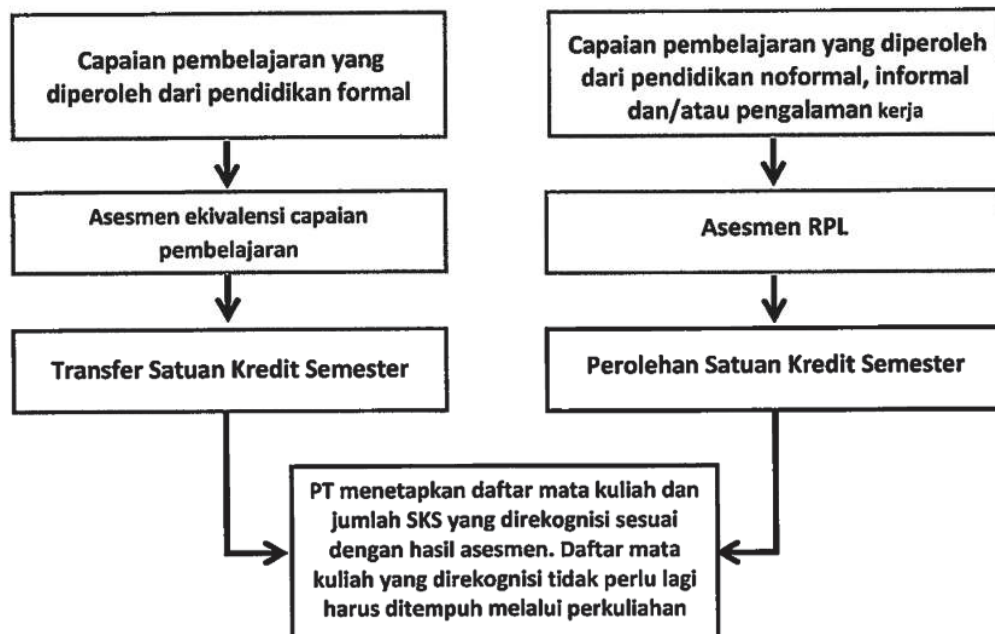 Capaian pembelajaran yang
diperoleh dari pendidikan formal
Capaian pembelajaran yang diperoleh
dari pendidikan noformal, informal
dan/atau pengalaman kerja
Asesmen ekivalensi capaian
pembelajaran
Asesmen RPL
Transfer Satuan Kredit Semester
Perolehan Satuan Kredit Semester
PT menetapkan daftar mata kuliah dan
jumlah SKS yang direkognisi sesuai
dengan hasil asesmen. Daftar mata
kuliah yang direkognisi tidak perlu lagi
harus ditempuh melalui perkuliahan